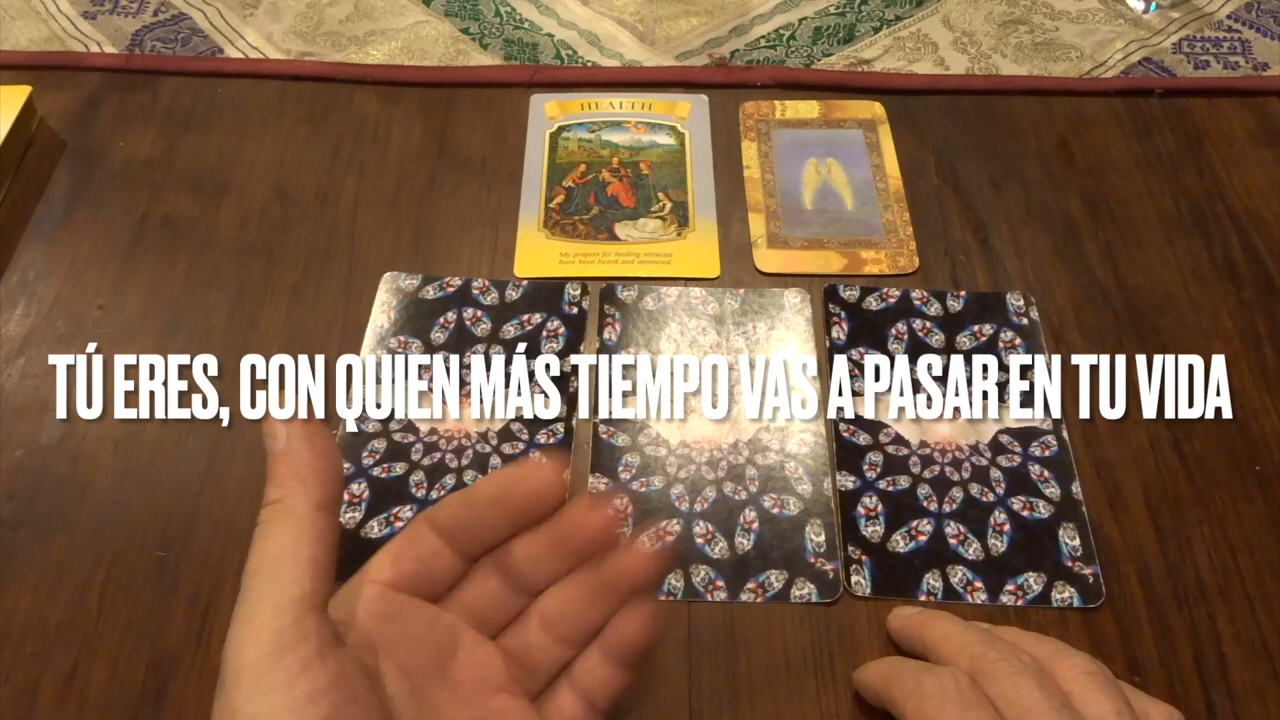 HEALTH
My prayers for healing miracles
have been heard and answered.
TÚ ERES, CON QUIEN MÁS TIEMPO VAS A PASAR EN TU VIDA